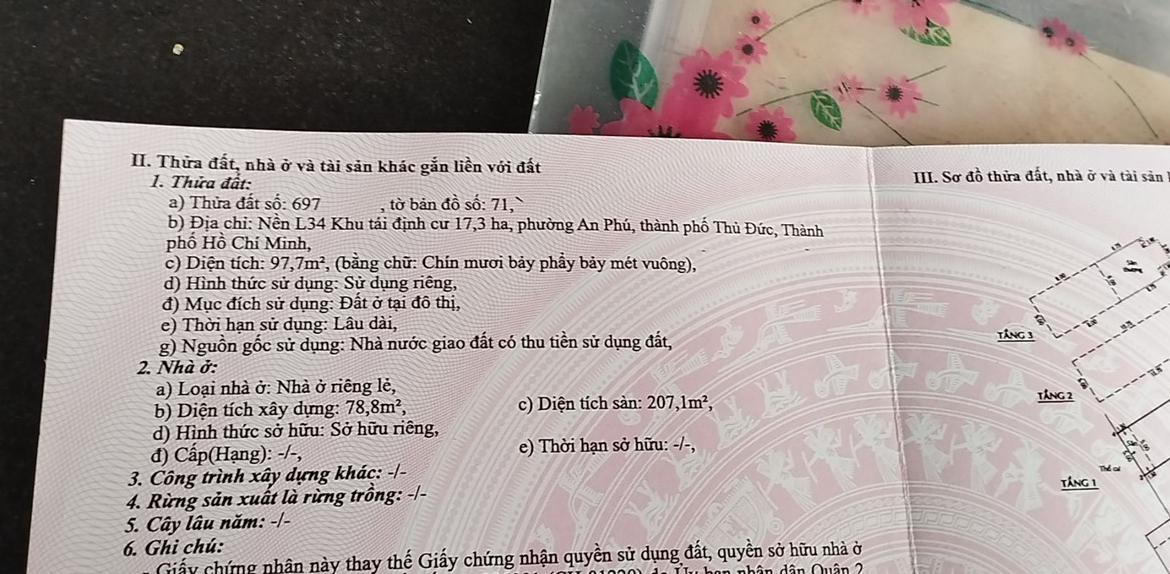 II. Thửa đất, nhà ở và tài sản khác gắn liền với đất
1. Thửa đất:
a) Thửa đất số: 697 , tờ bản đồ số: 71,
b) Địa chỉ: Nền L34 Khu tái định cư 17,3 ha, phường An Phú, thành phố Thủ Đức, Thành
phố Hồ Chí Minh,
c) Diện tích: 97,7m², (bằng chữ: Chín mươi bảy phẩy bảy mét vuông),
d) Hình thức sử dụng: Sử dụng riêng,
đ) Mục đích sử dụng: Đất ở tại đô thị,
e) Thời hạn sử dụng: Lâu dài,
g) Nguồn gốc sử dụng: Nhà nước giao đất có thu tiền sử dụng đất,
2. Nhà ở:
a) Loại nhà ở: Nhà ở riêng lẻ,
b) Diện tích xây dựng: 78,8m²,
c) Diện tích sàn: 207,1m²,
d) Hình thức sở hữu: Sở hữu riêng,
đ) Cấp(Hạng): -/-,
e) Thời hạn sở hữu: -/-,
3. Công trình xây dựng khác: -/-
4. Rừng sản xuất là rừng trồng: -/-
5. Cây lâu năm: -/-
6. Ghi chú:
- Giấy chứng nhận này thay thế Giấy chứng nhận quyền sử dụng đất, quyền sở hữu nhà ở
Ủy ban nhân dân Quận 2
III. Sơ đồ thửa đất, nhà ở và tài sản
TẦNG 3
TẦNG 2
TẦNG 1